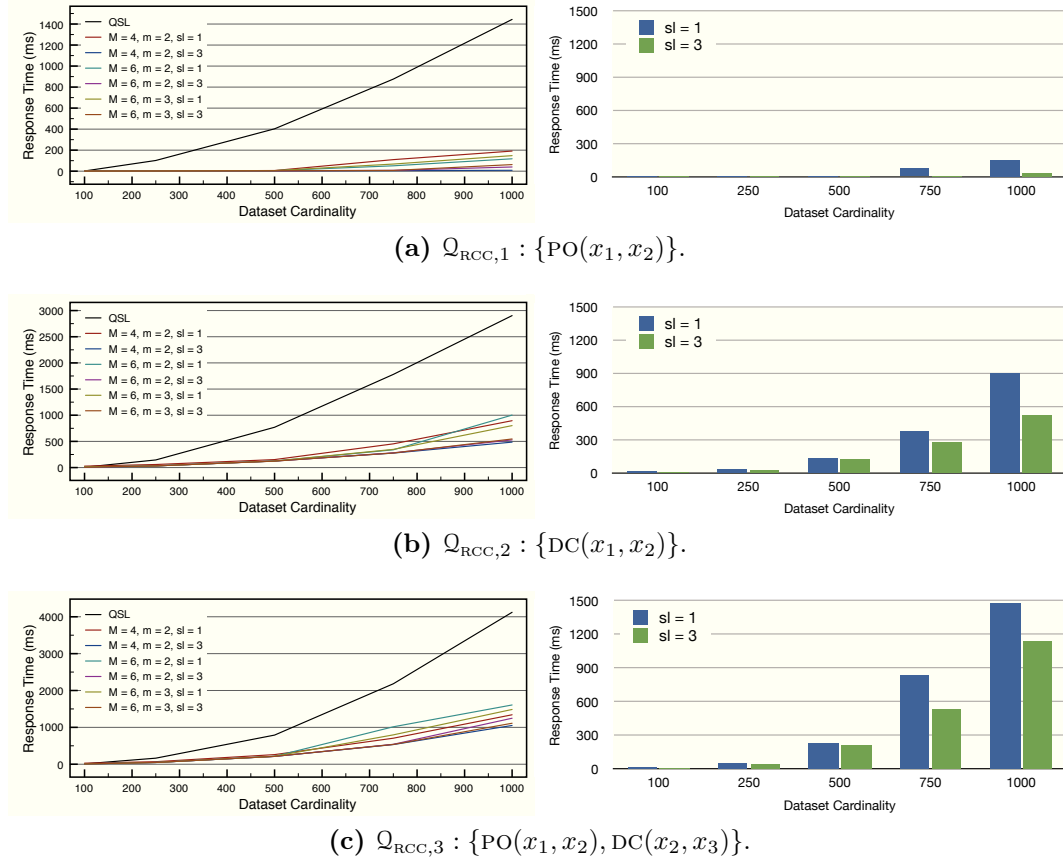 Response Time (ms)
1400
1200
1000
800
600
400
200
0
QSL
M = 4, m = 2, sl = 1
M = 4, m = 2, sl = 3
M = 6, m = 2, sl = 1
M = 6, m = 2, sl = 3
M = 6, m = 3, sl = 1
M = 6, m = 3, sl = 3
100 200 300 400 500 600 700 800 900 1000
Dataset Cardinality
Response Time (ms)
1500
1200
900
600
300
0
sl = 1
sl = 3
100 250 500 750 1000
Dataset Cardinality
(a) Q_RCC,1 : {PO(x₁, x₂)}.
Response Time (ms)
3000
2500
2000
1500
1000
500
0
QSL
M = 4, m = 2, sl = 1
M = 4, m = 2, sl = 3
M = 6, m = 2, sl = 1
M = 6, m = 2, sl = 3
M = 6, m = 3, sl = 1
M = 6, m = 3, sl = 3
100 200 300 400 500 600 700 800 900 1000
Dataset Cardinality
Response Time (ms)
1500
1200
900
600
300
0
sl = 1
sl = 3
100 250 500 750 1000
Dataset Cardinality
(b) Q_RCC,2 : {DC(x₁, x₂)}.
Response Time (ms)
4000
3000
2000
1000
0
QSL
M = 4, m = 2, sl = 1
M = 4, m = 2, sl = 3
M = 6, m = 2, sl = 1
M = 6, m = 2, sl = 3
M = 6, m = 3, sl = 1
M = 6, m = 3, sl = 3
100 200 300 400 500 600 700 800 900 1000
Dataset Cardinality
Response Time (ms)
1500
1200
900
600
300
0
sl = 1
sl = 3
100 250 500 750 1000
Dataset Cardinality
(c) Q_RCC,3 : {PO(x₁, x₂), DC(x₂, x₃)}.